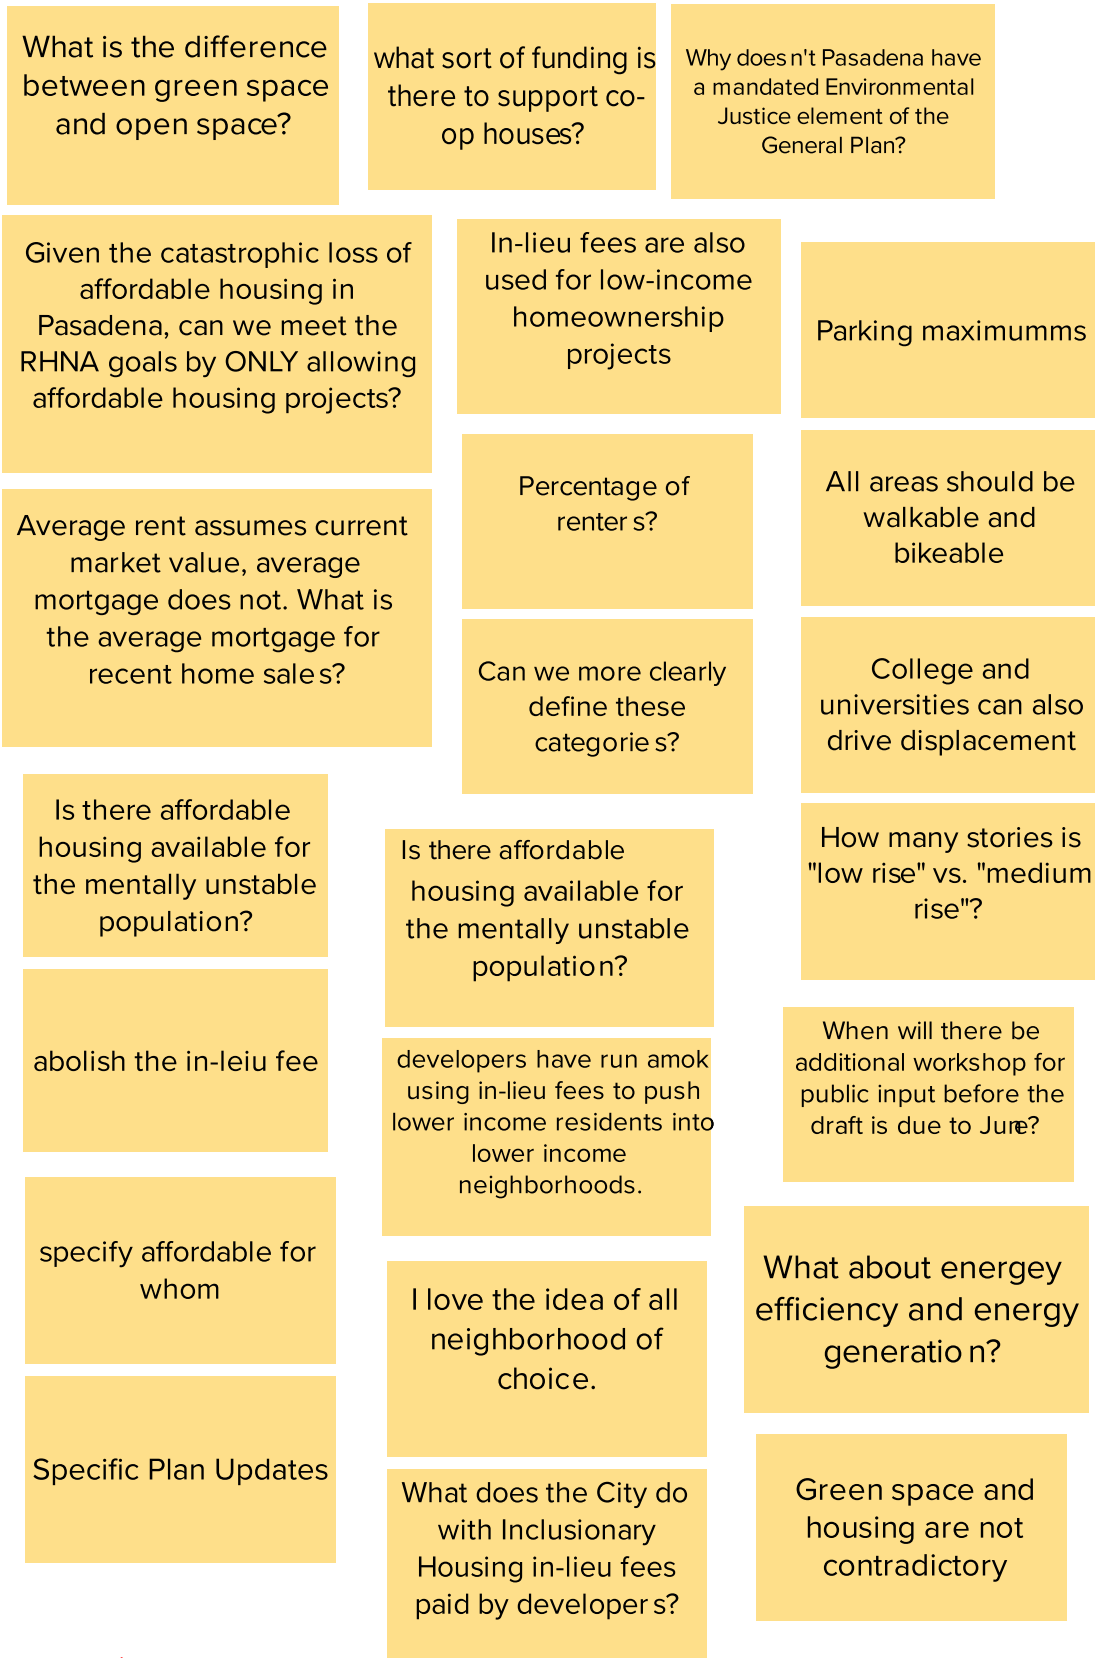 What is the difference
between green space
and open space?
what sort of funding is
there to support co-
op houses?
Why doesn't Pasadena have
a mandated Environmental
Justice element of the
General Plan?
Given the catastrophic loss of
affordable housing in
Pasadena, can we meet the
RHNA goals by ONLY allowing
affordable housing projects?
In-lieu fees are also
used for low-income
homeownership
projects
Parking maximumms
Percentage of
renters?
All areas should be
walkable and
bikeable
Average rent assumes current
market value, average
mortgage does not. What is
the average mortgage for
recent home sales?
Can we more clearly
define these
categories?
College and
universities can also
drive displacement
Is there affordable
housing available for
the mentally unstable
population?
Is there affordable
housing available for
the mentally unstable
population?
How many stories is
"low rise" vs. "medium
rise"?
abolish the in-leiu fee
developers have run amok
using in-lieu fees to push
lower income residents into
lower income
neighborhoods.
When will there be
additional workshop for
public input before the
draft is due to June?
specify affordable for
whom
I love the idea of all
neighborhood of
choice.
What about energey
efficiency and energy
generation?
Specific Plan Updates
What does the City do
with Inclusionary
Housing in-lieu fees
paid by developers?
Green space and
housing are not
contradictory